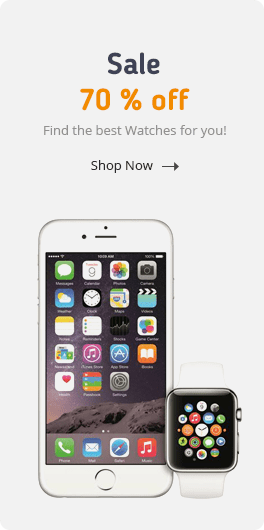 Sale
70 % off
Find the best Watches for you!
Shop Now
10:09 AM 100%
Messages Calendar Photos Camera
Weather Clock Maps Videos
Notes Reminders Stocks Game Center
Newsstand iTunes Store App Store iBooks
Health Passbook Settings
Phone Mail Safari Music